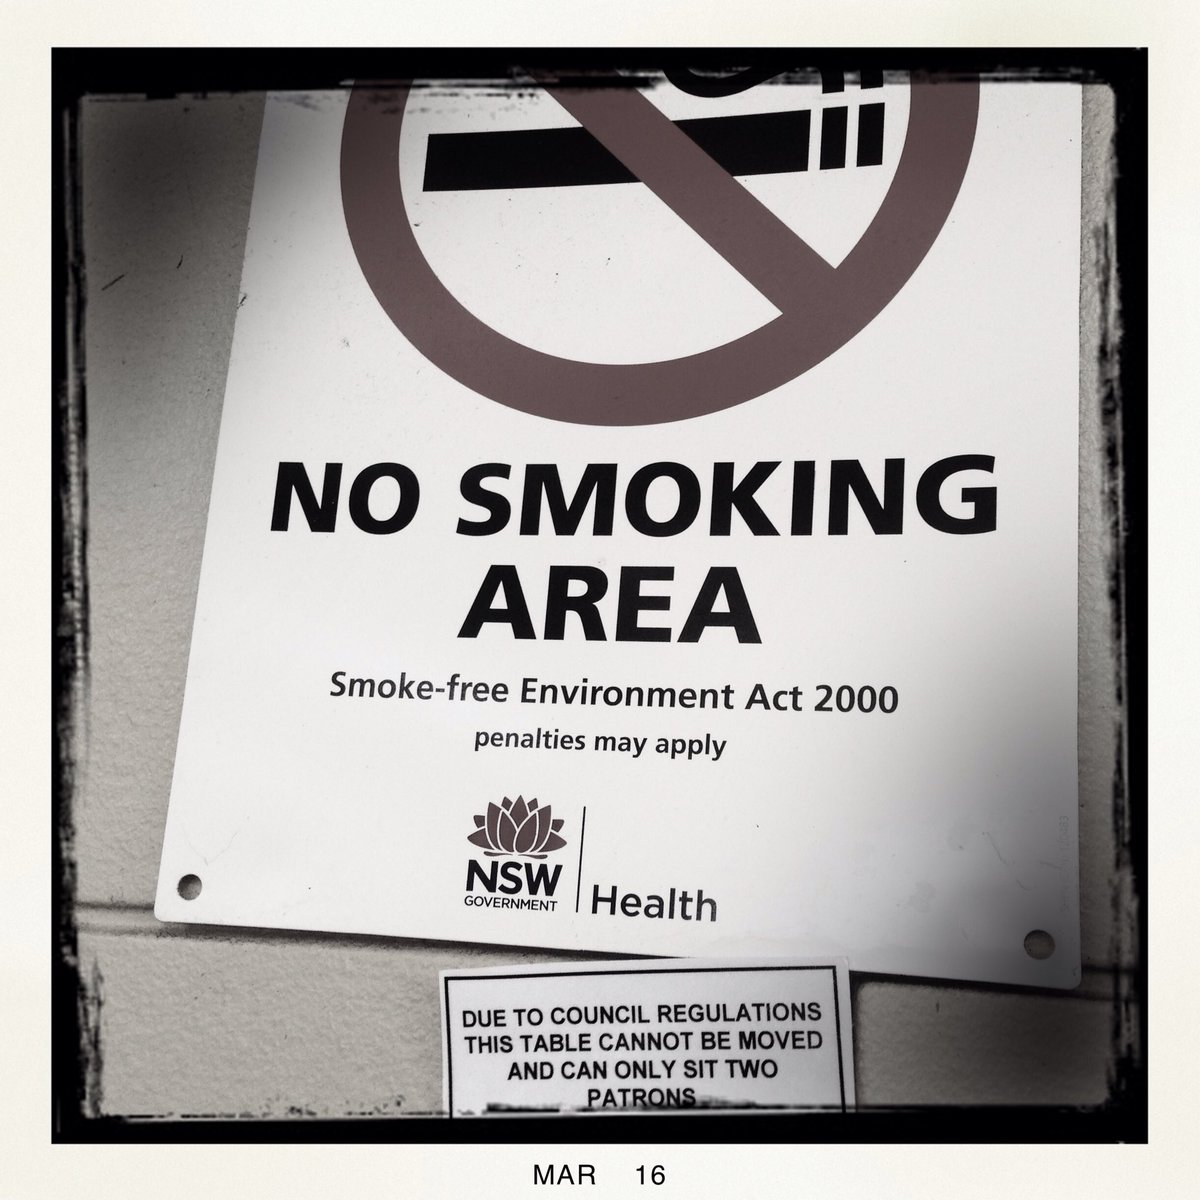 NO SMOKING
AREA
Smoke-free Environment Act 2000
penalties may apply
NSW
GOVERNMENT
Health
DUE TO COUNCIL REGULATIONS
THIS TABLE CANNOT BE MOVED
AND CAN ONLY SIT TWO
PATRONS
MAR 16